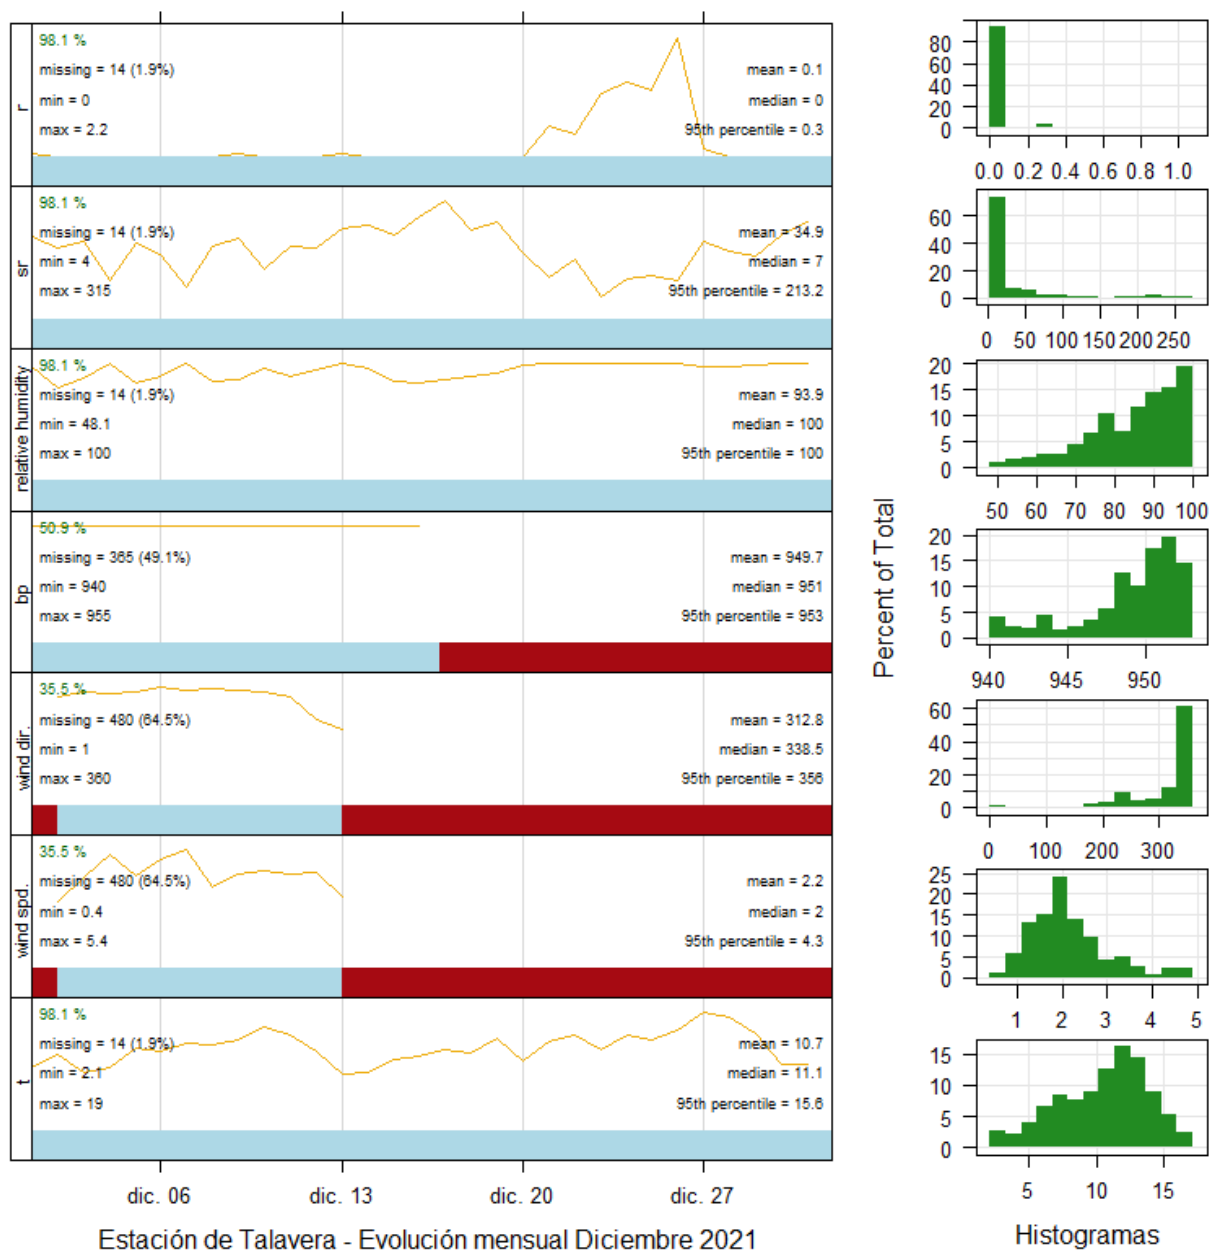 r
98.1 %
missing = 14 (1.9%)
min = 0
max = 2.2
mean = 0.1
median = 0
95th percentile = 0.3
sr
98.1 %
missing = 14 (1.9%)
min = 4
max = 315
mean = 34.9
median = 7
95th percentile = 213.2
relative humidity
98.1 %
missing = 14 (1.9%)
min = 48.1
max = 100
mean = 93.9
median = 100
95th percentile = 100
bp
50.9 %
missing = 365 (49.1%)
min = 940
max = 955
mean = 949.7
median = 951
95th percentile = 953
wind dir.
35.5 %
missing = 480 (64.5%)
min = 1
max = 360
mean = 312.8
median = 338.5
95th percentile = 356
wind spd.
35.5 %
missing = 480 (64.5%)
min = 0.4
max = 5.4
mean = 2.2
median = 2
95th percentile = 4.3
t
98.1 %
missing = 14 (1.9%)
min = 2.1
max = 19
mean = 10.7
median = 11.1
95th percentile = 15.6
dic. 06 dic. 13 dic. 20 dic. 27
Estación de Talavera - Evolución mensual Diciembre 2021
Percent of Total
80
60
40
20
0
0.0 0.2 0.4 0.6 0.8 1.0
60
40
20
0
0 50 100 150 200 250
20
15
10
5
0
50 60 70 80 90 100
20
15
10
5
0
940 945 950
60
40
20
0
0 100 200 300
25
20
15
10
5
0
1 2 3 4 5
15
10
5
0
5 10 15
Histogramas